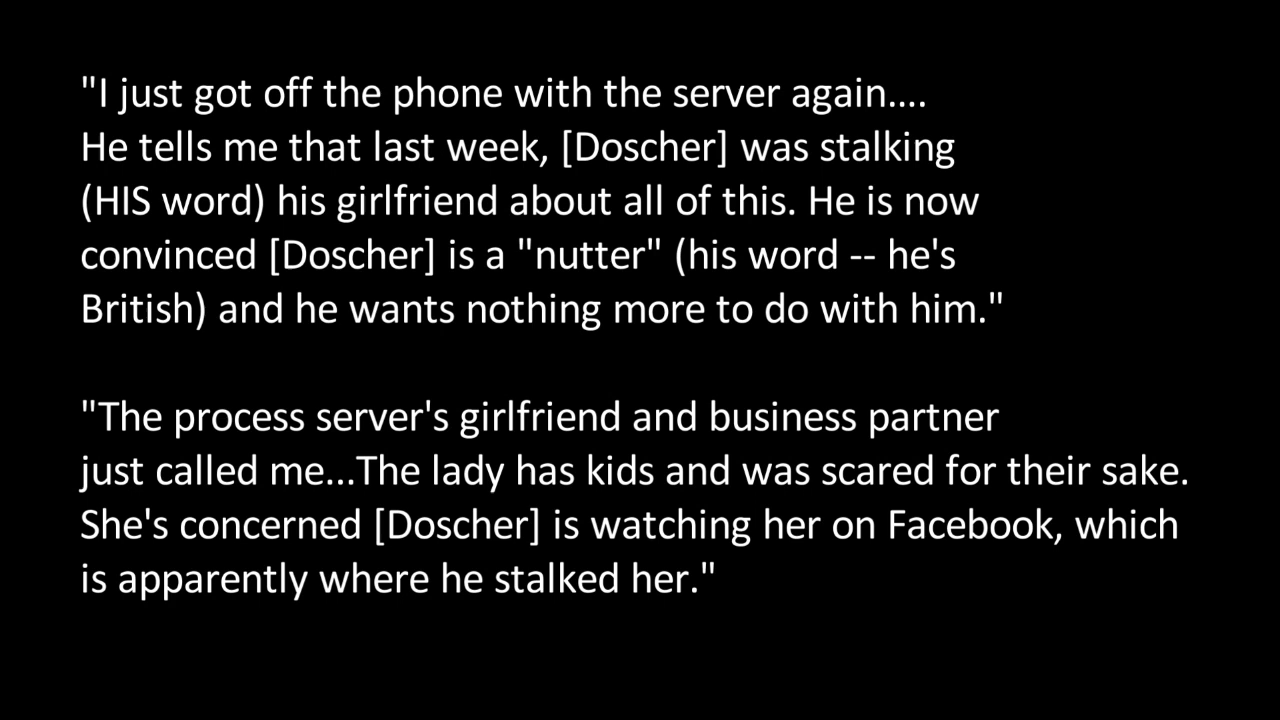 "I just got off the phone with the server again....
He tells me that last week, [Doscher] was stalking
(HIS word) his girlfriend about all of this. He is now
convinced [Doscher] is a "nutter" (his word -- he's
British) and he wants nothing more to do with him."
"The process server's girlfriend and business partner
just called me...The lady has kids and was scared for their sake.
She's concerned [Doscher] is watching her on Facebook, which
is apparently where he stalked her."